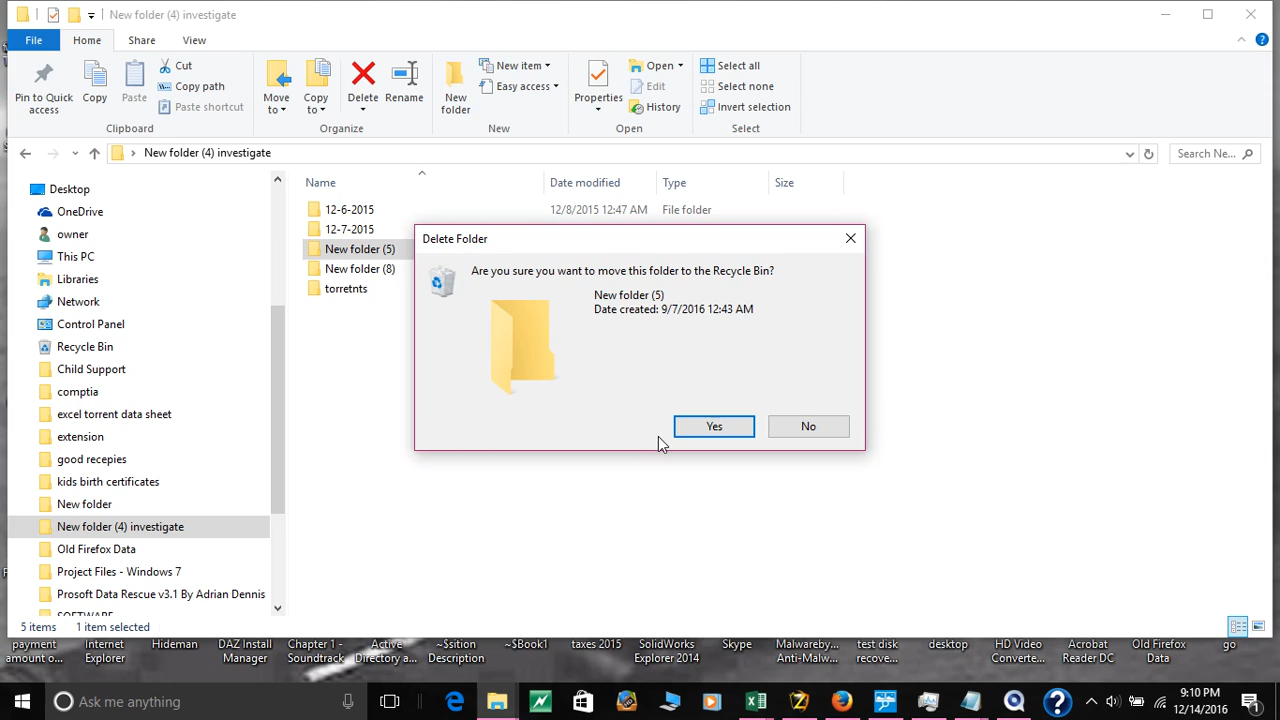 New folder (4) investigate
File Home Share View
Pin to Quick access
Copy
Paste
Cut
Copy path
Paste shortcut
Clipboard
Move to
Copy to
Delete
Rename
Organize
New folder
New item
Easy access
New
Properties
Open
Edit
History
Open
Select all
Select none
Invert selection
Select
New folder (4) investigate
Search Ne...
Name Date modified Type Size
12-6-2015 12/8/2015 12:47 AM File folder
12-7-2015
New folder (5)
New folder (8)
torretnts
Desktop
OneDrive
owner
This PC
Libraries
Network
Control Panel
Recycle Bin
Child Support
comptia
excel torrent data sheet
extension
good recepies
kids birth certificates
New folder
New folder (4) investigate
Old Firefox Data
Project Files - Windows 7
Prosoft Data Rescue v3.1 By Adrian Dennis
SOFTWARE
Delete Folder
Are you sure you want to move this folder to the Recycle Bin?
New folder (5)
Date created: 9/7/2016 12:43 AM
Yes No
5 items 1 item selected
payment amount o...
Internet Explorer
Hideman
DAZ Install Manager
Chapter 1 - Soundtrack
Active Directory a...
~$sition Description
~$Book1
taxes 2015
SolidWorks Explorer 2014
Skype
Malwareby... Anti-Malw...
test disk recove...
desktop
HD Video Converte...
Acrobat Reader DC
Old Firefox Data
go
Ask me anything
9:10 PM
12/14/2016
1